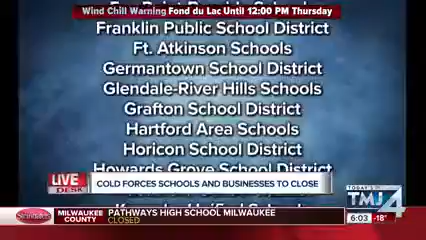 Wind Chill Warning Fond du Lac Until 12:00 PM Thursday
Franklin Public School District
Ft. Atkinson Schools
Germantown School District
Glendale-River Hills Schools
Grafton School District
Hartford Area Schools
Horicon School District
Howards Grove School District
LIVE
DESK
COLD FORCES SCHOOLS AND BUSINESSES TO CLOSE
TODAY'S
TMJ4
MILWAUKEE
COUNTY
PATHWAYS HIGH SCHOOL MILWAUKEE
CLOSED
6:03
-18°